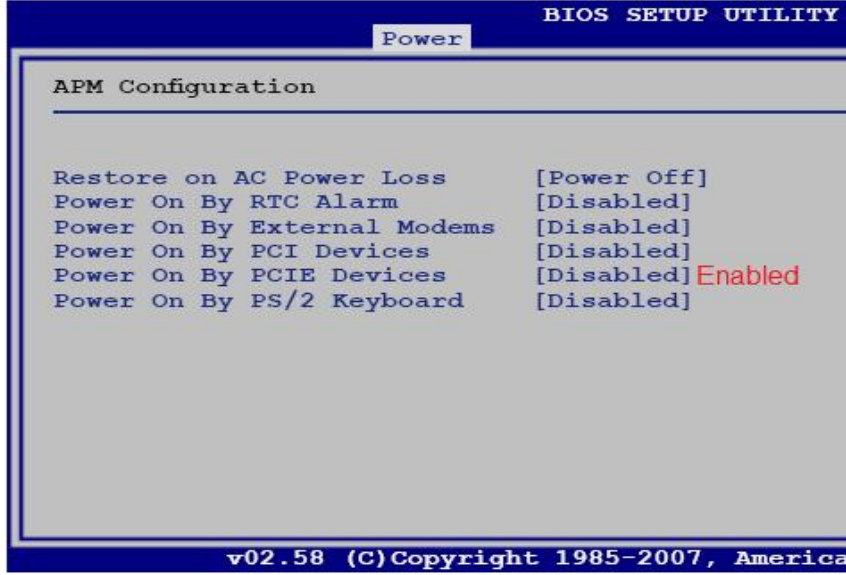 BIOS SETUP UTILITY
Power
APM Configuration
Restore on AC Power Loss [Power Off]
Power On By RTC Alarm [Disabled]
Power On By External Modems [Disabled]
Power On By PCI Devices [Disabled]
Power On By PCIE Devices [Disabled] Enabled
Power On By PS/2 Keyboard [Disabled]
v02.58 (C)Copyright 1985-2007, America